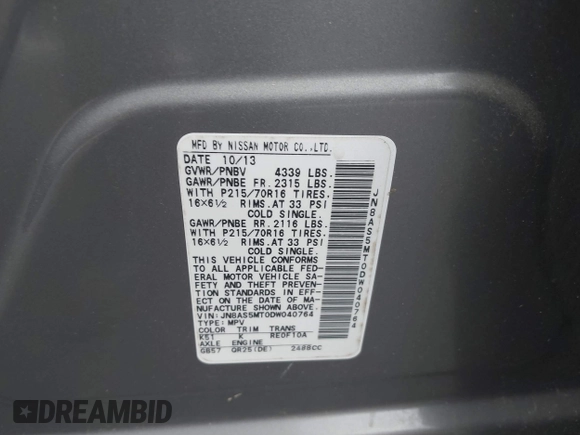 MFD BY NISSAN MOTOR CO.,LTD.
DATE 10/13
GVWR/PNBV 4339 LBS.
GAWR/PNBE FR. 2315 LBS.
WITH P215/70R16 TIRES.
16×6½ RIMS.AT 33 PSI
COLD SINGLE.
GAWR/PNBE RR. 2116 LBS.
WITH P215/70R16 TIRES.
16×6½ RIMS.AT 33 PSI
COLD SINGLE.
THIS VEHICLE CONFORMS
TO ALL APPLICABLE FED-
ERAL MOTOR VEHICLE SA-
FETY AND THEFT PREVEN-
TION STANDARDS IN EFF-
ECT ON THE DATE OF MA-
NUFACTURE SHOWN ABOVE.
VIN:JN8AS5MT0DW040764
TYPE:MPV
COLOR TRIM TRANS
K51 K RE0F10A
AXLE ENGINE
GB57 QR25(DE) 2488CC
JN8AS5MT0DW040764
DREAMBID